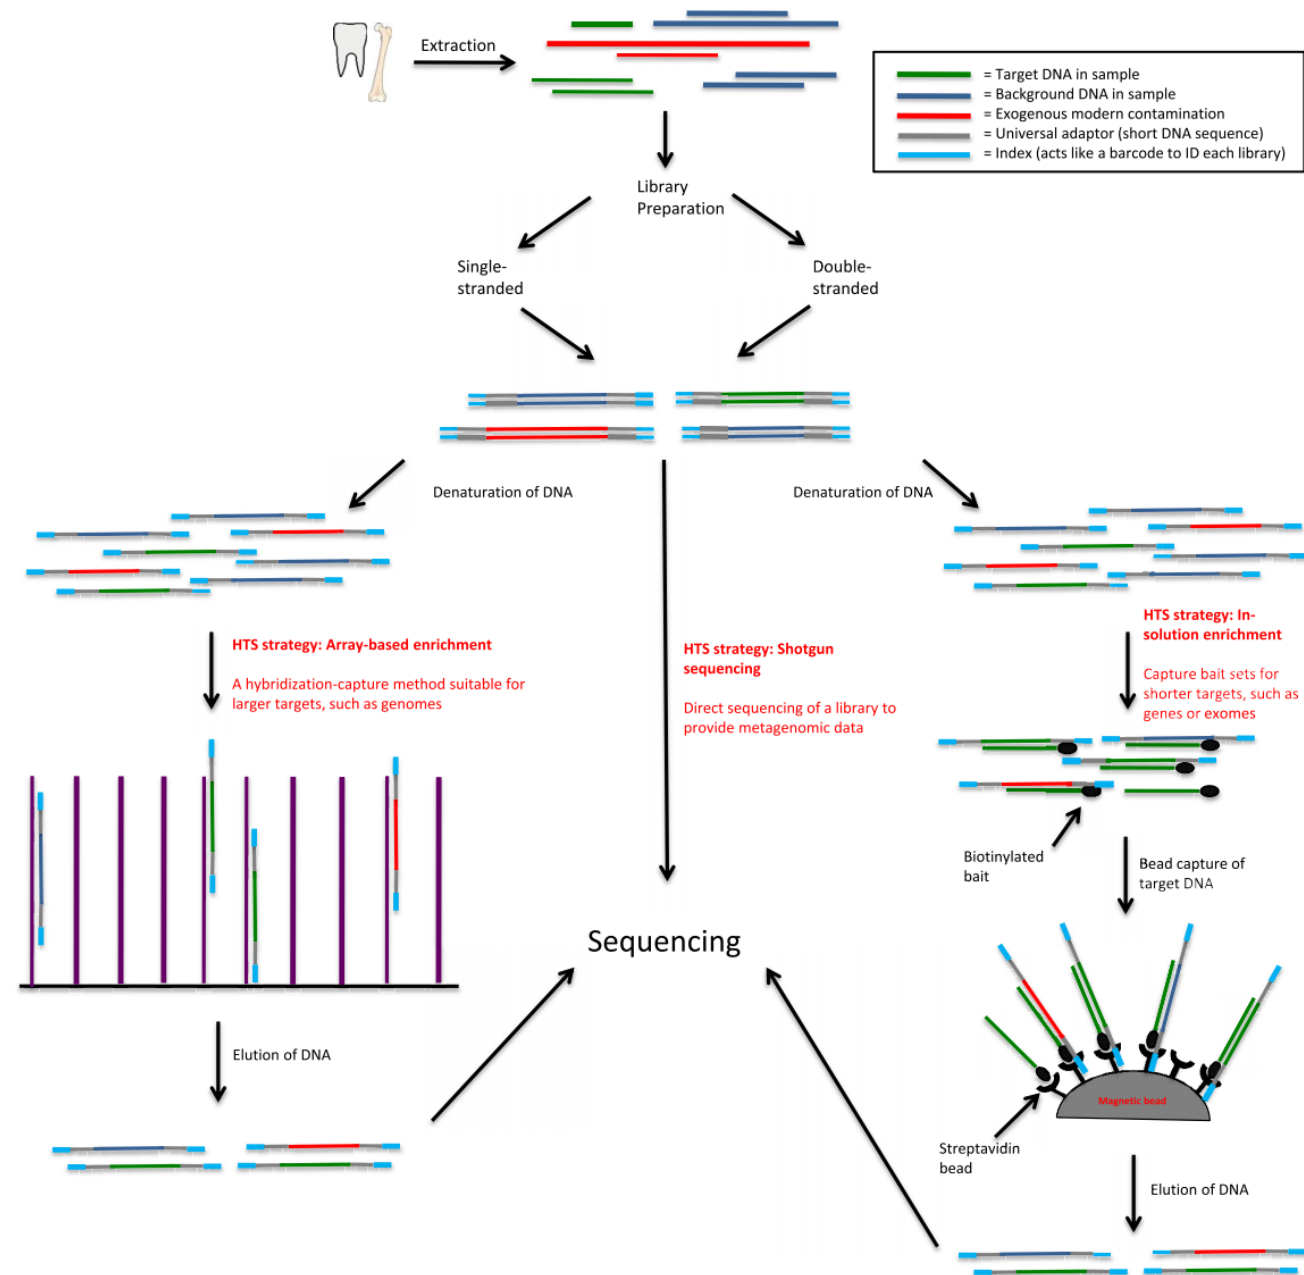 Extraction
= Target DNA in sample
= Background DNA in sample
= Exogenous modern contamination
= Universal adaptor (short DNA sequence)
= Index (acts like a barcode to ID each library)
Library
Preparation
Single-
stranded
Double-
stranded
Denaturation of DNA
Denaturation of DNA
HTS strategy: Array-based enrichment
A hybridization-capture method suitable for
larger targets, such as genomes
HTS strategy: Shotgun
sequencing
Direct sequencing of a library to
provide metagenomic data
HTS strategy: In-
solution enrichment
Capture bait sets for
shorter targets, such as
genes or exomes
Biotinylated
bait
Bead capture of
target DNA
Sequencing
Elution of DNA
Magnetic bead
Streptavidin
bead
Elution of DNA